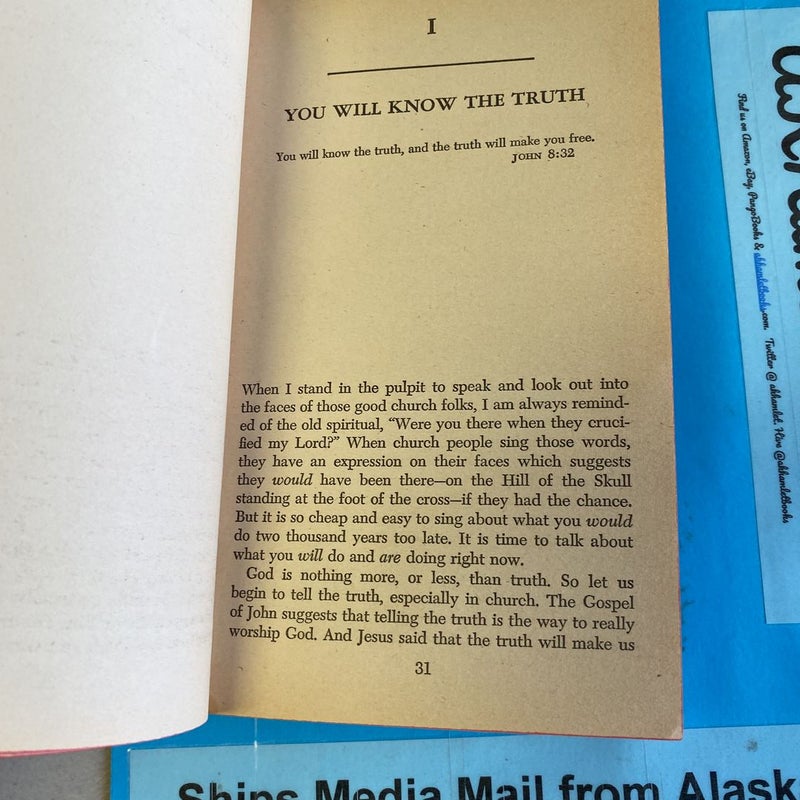 I
YOU WILL KNOW THE TRUTH
You will know the truth, and the truth will make you free.
JOHN 8:32
When I stand in the pulpit to speak and look out into
the faces of those good church folks, I am always remind-
ed of the old spiritual, “Were you there when they cruci-
fied my Lord?” When church people sing those words,
they have an expression on their faces which suggests
they would have been there—on the Hill of the Skull
standing at the foot of the cross—if they had the chance.
But it is so cheap and easy to sing about what you would
do two thousand years too late. It is time to talk about
what you will do and are doing right now.
God is nothing more, or less, than truth. So let us
begin to tell the truth, especially in church. The Gospel
of John suggests that telling the truth is the way to really
worship God. And Jesus said that the truth will make us
31
Find us on Amazon, eBay, PangoBooks & akhamletbooks.com. Twitter @ akhamlet. Hive @akhamletbooks
Ships Media Mail from Alask